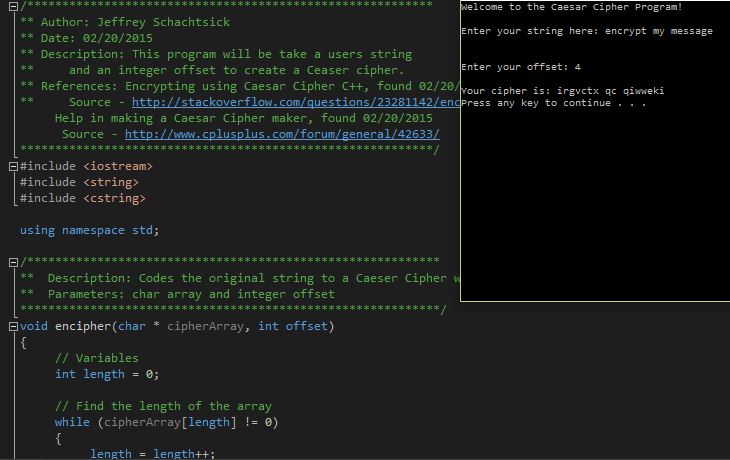 /**********************************************************
** Author: Jeffrey Schachtsick
** Date: 02/20/2015
** Description: This program will be take a users string
** and an integer offset to create a Ceaser cipher.
** References: Encrypting using Caesar Cipher C++, found 02/20/
** Source - http://stackoverflow.com/questions/23281142/enc
Help in making a Caesar Cipher maker, found 02/20/2015
Source - http://www.cplusplus.com/forum/general/42633/
***********************************************************/
#include <iostream>
#include <string>
#include <cstring>
using namespace std;
/***********************************************************
** Description: Codes the original string to a Caeser Cipher w
** Parameters: char array and integer offset
************************************************************/
void encipher(char * cipherArray, int offset)
{
// Variables
int length = 0;
// Find the length of the array
while (cipherArray[length] != 0)
{
length = length++;
Welcome to the Caesar Cipher Program!
Enter your string here: encrypt my message
Enter your offset: 4
Your cipher is: irgvctx qc qiwweki
Press any key to continue . . .